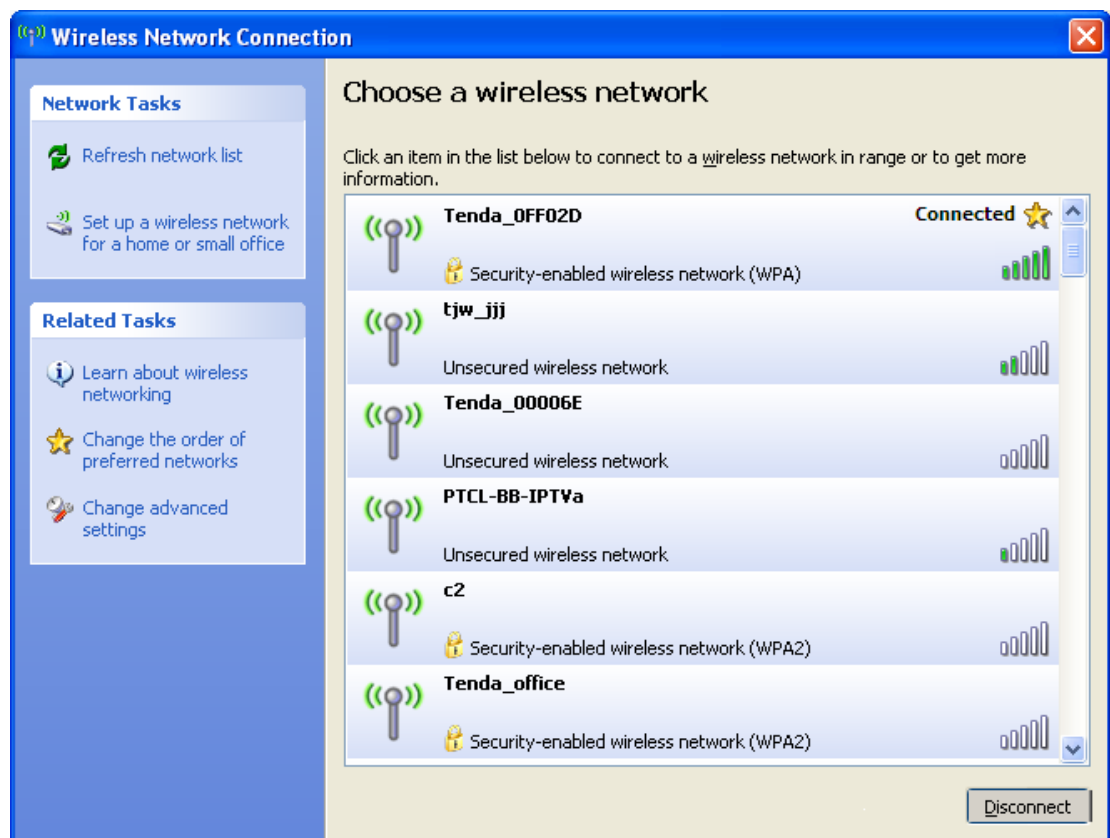 Wireless Network Connection
Network Tasks
Refresh network list
Set up a wireless network
for a home or small office
Related Tasks
Learn about wireless
networking
Change the order of
preferred networks
Change advanced
settings
Choose a wireless network
Click an item in the list below to connect to a wireless network in range or to get more
information.
Tenda_0FF02D
Connected
Security-enabled wireless network (WPA)
tjw_jjj
Unsecured wireless network
Tenda_00006E
Unsecured wireless network
PTCL-BB-IPTVa
Unsecured wireless network
c2
Security-enabled wireless network (WPA2)
Tenda_office
Security-enabled wireless network (WPA2)
Disconnect